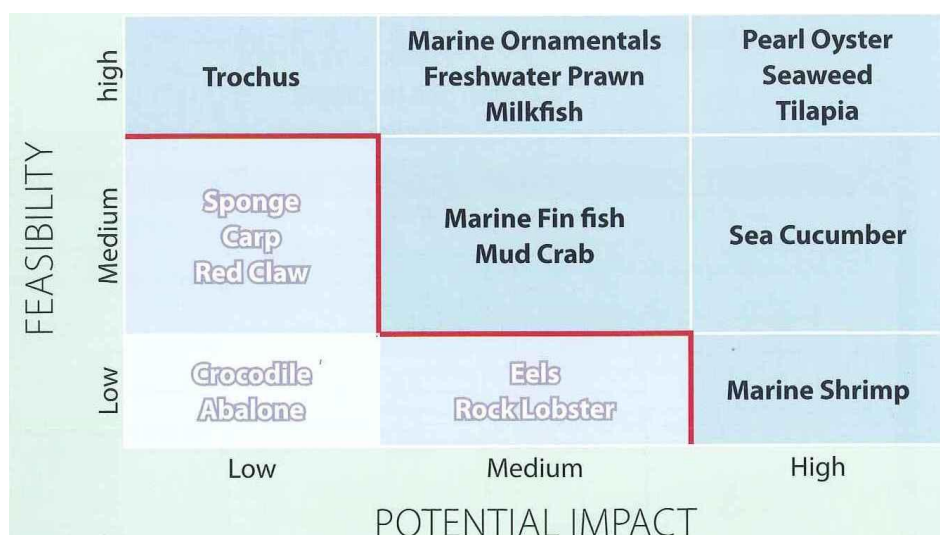 FEASIBILITY
high
Trochus
Marine Ornamentals
Freshwater Prawn
Milkfish
Pearl Oyster
Seaweed
Tilapia
Medium
Sponge
Carp
Red Claw
Marine Fin fish
Mud Crab
Sea Cucumber
Low
Crocodile
Abalone
Eels
Rock Lobster
Marine Shrimp
Low
Medium
High
POTENTIAL IMPACT